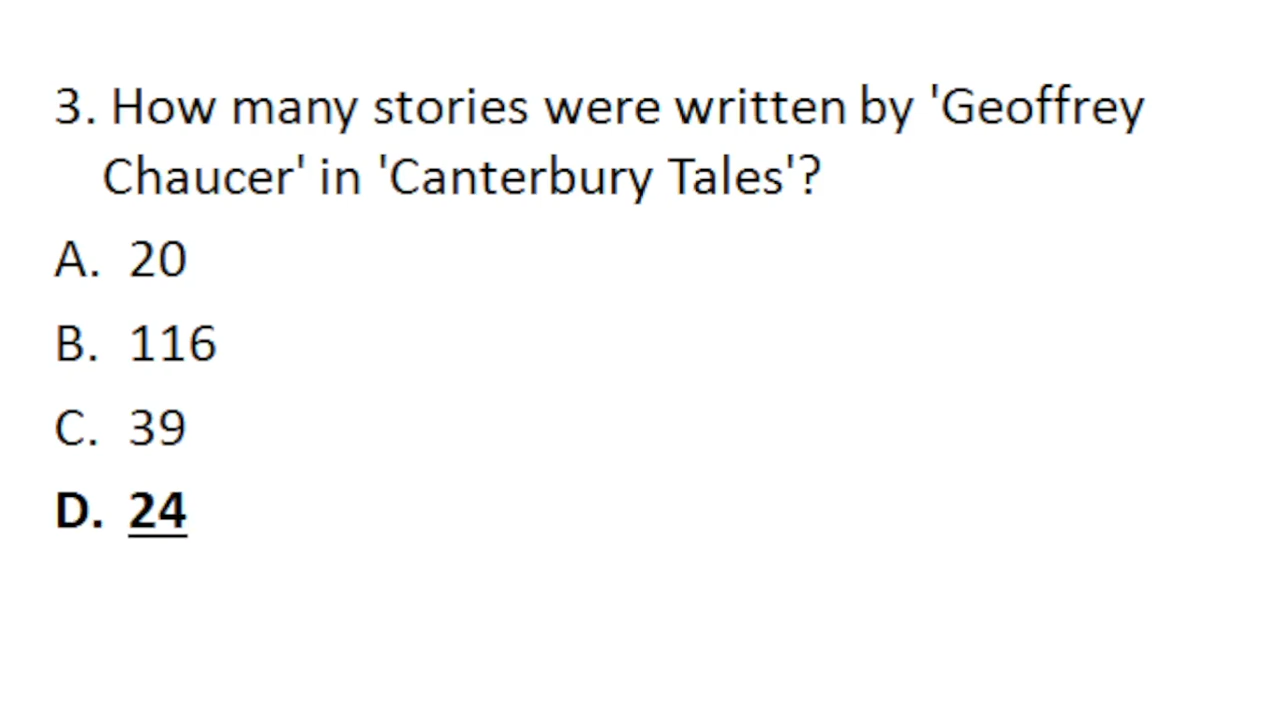 3. How many stories were written by 'Geoffrey
Chaucer' in 'Canterbury Tales'?
A. 20
B. 116
C. 39
D. 24